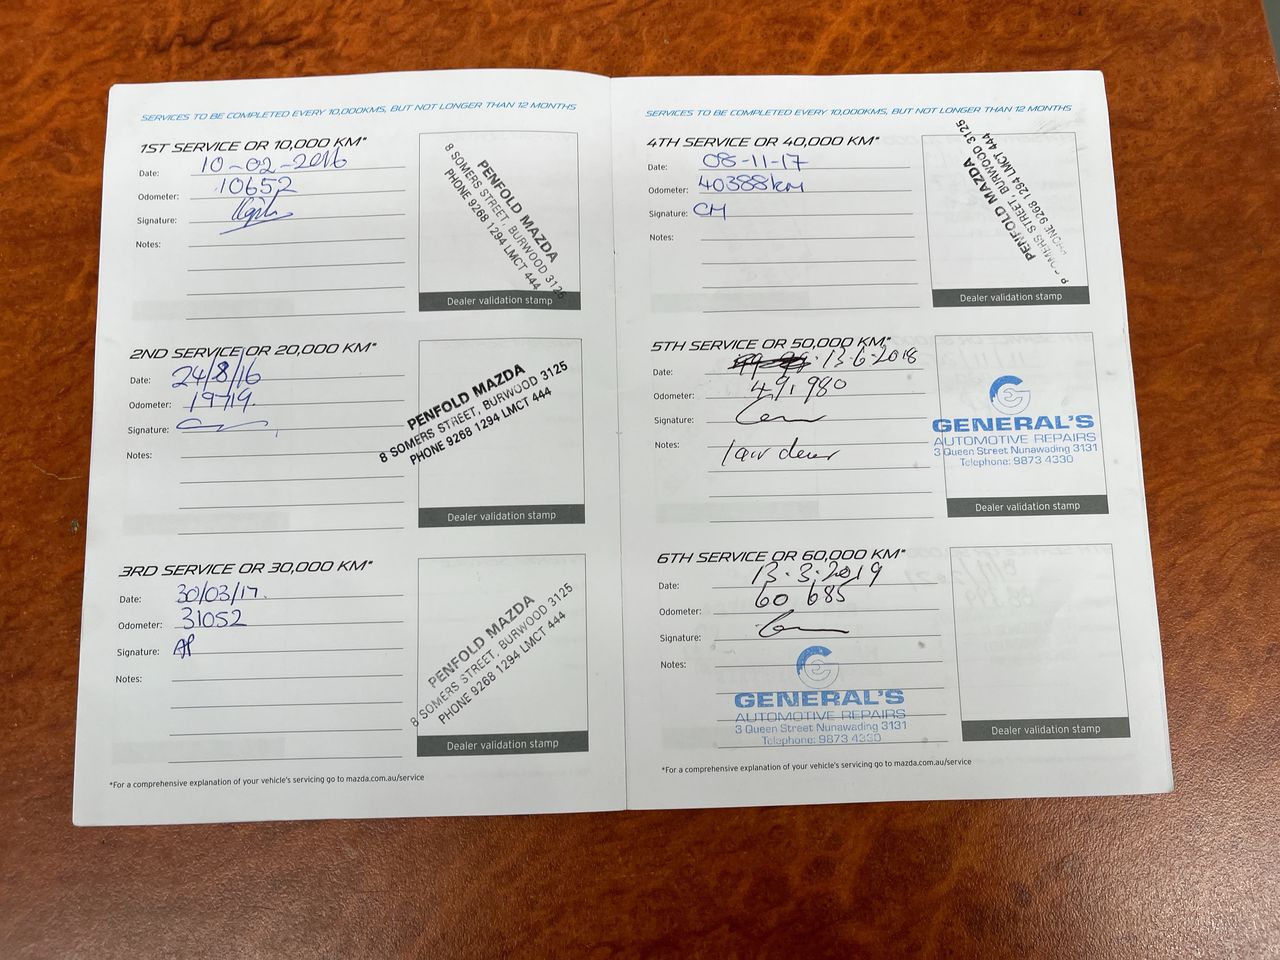 SERVICES TO BE COMPLETED EVERY 10,000KMS, BUT NOT LONGER THAN 12 MONTHS
1ST SERVICE OR 10,000 KM*
Date: 10-02-2016
Odometer: 10652
Signature:
Notes:
PENFOLD MAZDA
8 SOMERS STREET, BURWOOD 3125
PHONE 9268 1294 LMCT 444
Dealer validation stamp
2ND SERVICE OR 20,000 KM*
Date: 24/8/16
Odometer: 19719.
Signature:
Notes:
PENFOLD MAZDA
8 SOMERS STREET, BURWOOD 3125
PHONE 9268 1294 LMCT 444
Dealer validation stamp
3RD SERVICE OR 30,000 KM*
Date: 30/03/17.
Odometer: 31052
Signature: AP
Notes:
PENFOLD MAZDA
8 SOMERS STREET, BURWOOD 3125
PHONE 9268 1294 LMCT 444
Dealer validation stamp
*For a comprehensive explanation of your vehicle's servicing go to mazda.com.au/service
SERVICES TO BE COMPLETED EVERY 10,000KMS, BUT NOT LONGER THAN 12 MONTHS
4TH SERVICE OR 40,000 KM*
Date: 08-11-17
Odometer: 40388km
Signature: CM
Notes:
PENFOLD MAZDA
SOMERS STREET, BURWOOD 3125
PHONE 9268 1294 LMCT 444
Dealer validation stamp
5TH SERVICE OR 50,000 KM*
Date: 13-6-2018
Odometer: 49,980
Signature:
Notes:
GENERAL'S
AUTOMOTIVE REPAIRS
3 Queen Street Nunawading 3131
Telephone: 9873 4330
Dealer validation stamp
6TH SERVICE OR 60,000 KM*
Date: 13.3.2019
Odometer: 60 685
Signature:
Notes:
GENERAL'S
AUTOMOTIVE REPAIRS
3 Queen Street Nunawading 3131
Telephone: 9873 4330
Dealer validation stamp
*For a comprehensive explanation of your vehicle's servicing go to mazda.com.au/service